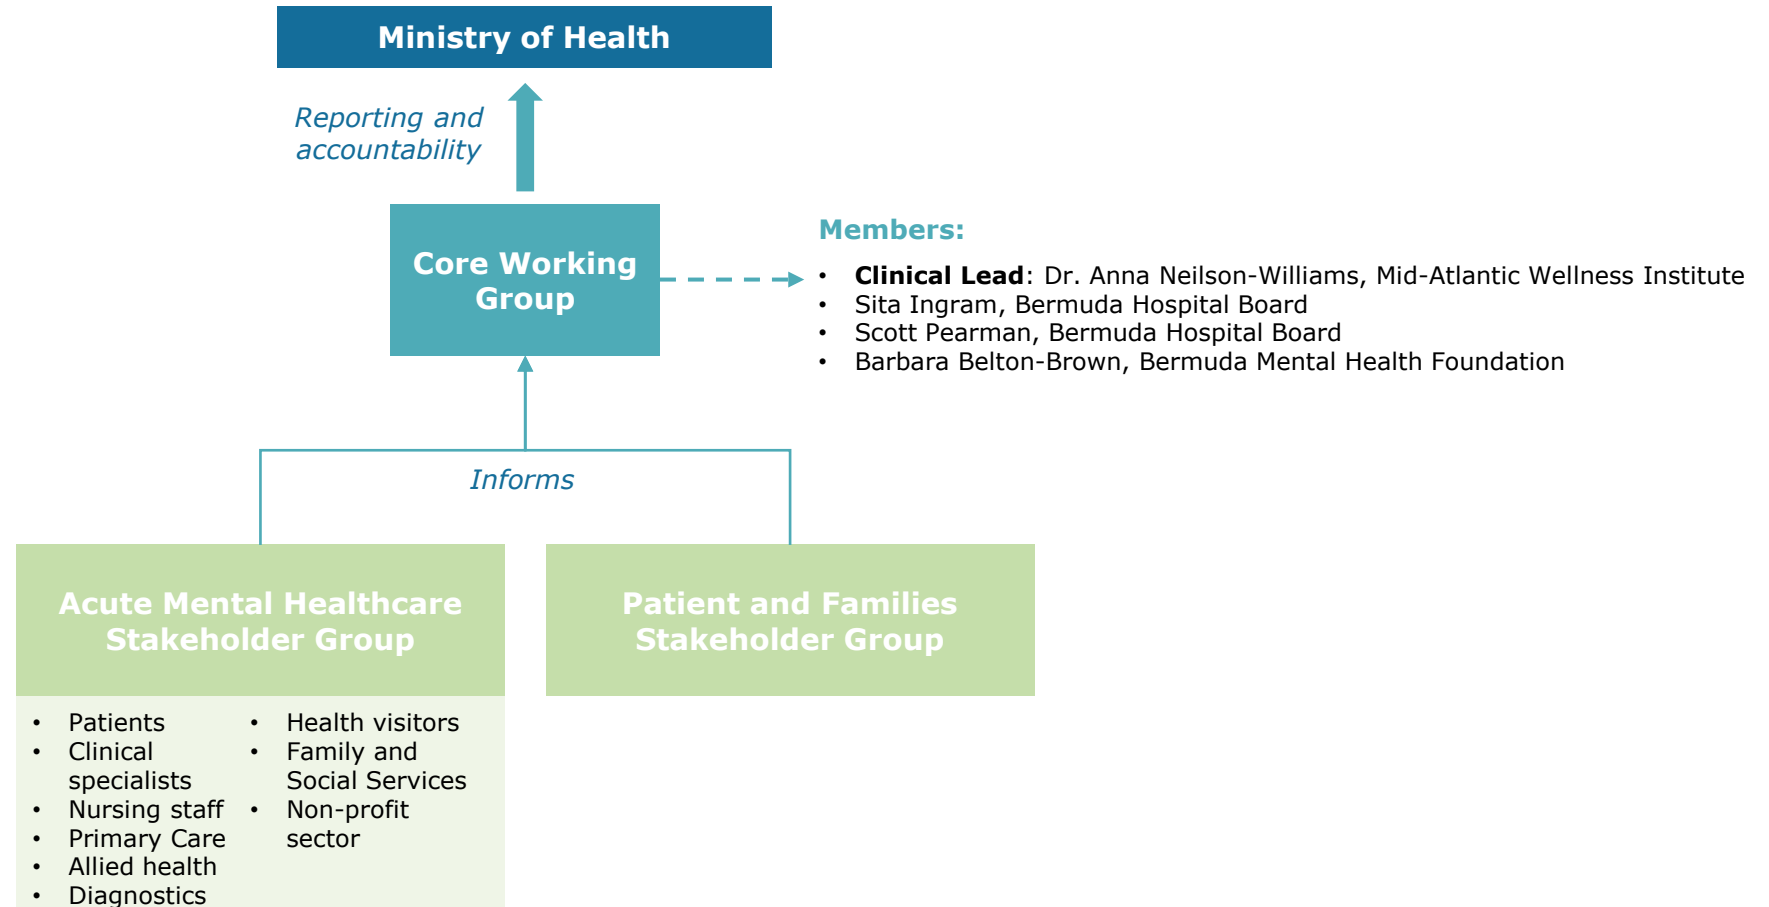 Ministry of Health
Reporting and
accountability
Core Working
Group
Members:
• Clinical Lead: Dr. Anna Neilson-Williams, Mid-Atlantic Wellness Institute
• Sita Ingram, Bermuda Hospital Board
• Scott Pearman, Bermuda Hospital Board
• Barbara Belton-Brown, Bermuda Mental Health Foundation
Informs
Acute Mental Healthcare
Stakeholder Group
Patient and Families
Stakeholder Group
• Patients
• Clinical
specialists
• Nursing staff
• Primary Care
• Allied health
• Diagnostics
• Health visitors
• Family and
Social Services
• Non-profit
sector